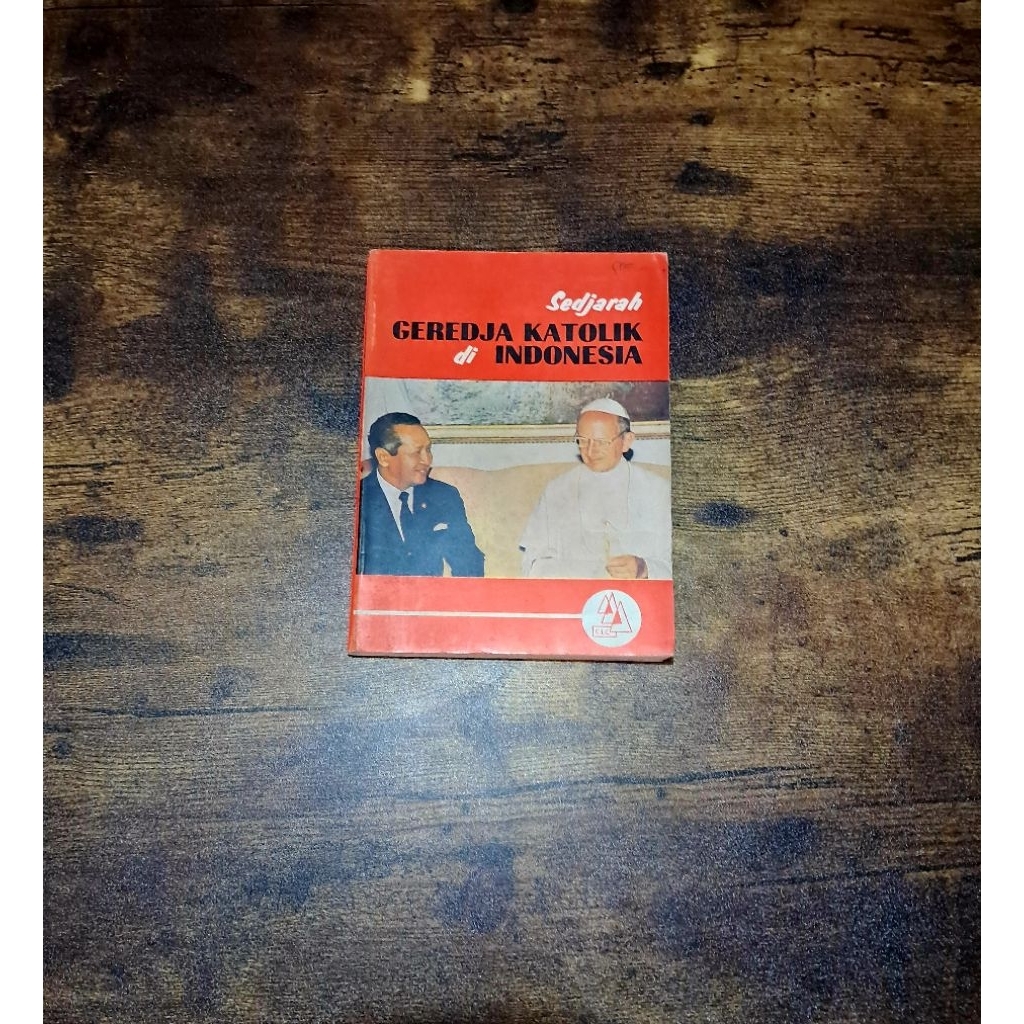 Sedjarah
GEREDJA KATOLIK
di INDONESIA